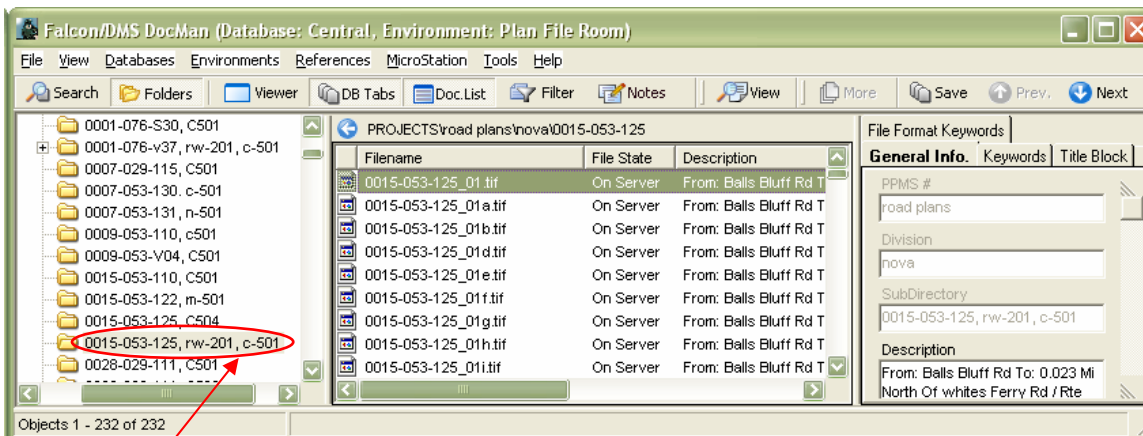 Falcon/DMS DocMan (Database: Central, Environment: Plan File Room)
File View Databases Environments References MicroStation Tools Help
Search Folders Viewer DB Tabs Doc.List Filter Notes View More Save Prev. Next
0001-076-S30, C501
0001-076-v37, rw-201, c-501
0007-029-115, C501
0007-053-130. c-501
0007-053-131, n-501
0009-053-110, c501
0009-053-V04, C501
0015-053-110, C501
0015-053-122, m-501
0015-053-125, C504
0015-053-125, rw-201, c-501
0028-029-111, C501
PROJECTS\road plans\nova\0015-053-125
Filename File State Description
0015-053-125_01.tif On Server From: Balls Bluff Rd T
0015-053-125_01a.tif On Server From: Balls Bluff Rd T
0015-053-125_01b.tif On Server From: Balls Bluff Rd T
0015-053-125_01d.tif On Server From: Balls Bluff Rd T
0015-053-125_01e.tif On Server From: Balls Bluff Rd T
0015-053-125_01f.tif On Server From: Balls Bluff Rd T
0015-053-125_01g.tif On Server From: Balls Bluff Rd T
0015-053-125_01h.tif On Server From: Balls Bluff Rd T
0015-053-125_01i.tif On Server From: Balls Bluff Rd T
File Format Keywords
General Info. Keywords Title Block
PPMS #
road plans
Division
nova
SubDirectory
0015-053-125, rw-201, c-501
Description
From: Balls Bluff Rd To: 0.023 Mi
North Of whites Ferry Rd / Rte
Objects 1 - 232 of 232